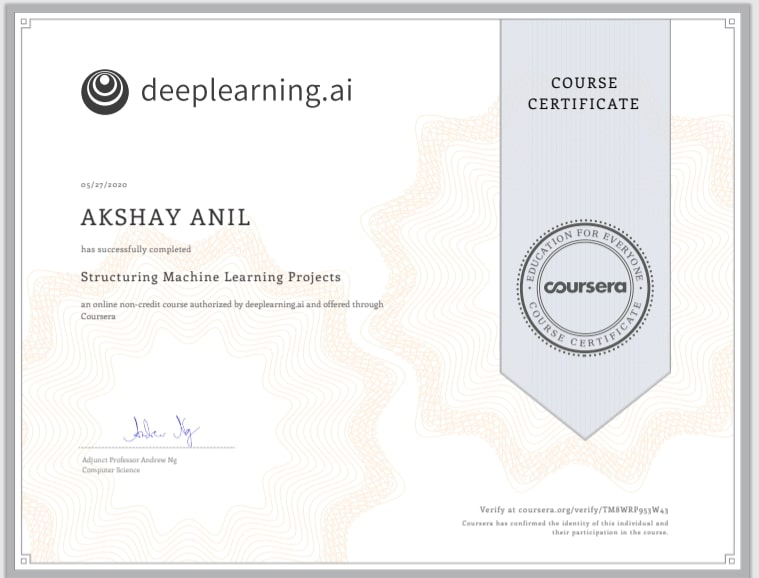 deeplearning.ai
COURSE
CERTIFICATE
05/27/2020
AKSHAY ANIL
has successfully completed
Structuring Machine Learning Projects
an online non-credit course authorized by deeplearning.ai and offered through
Coursera
EDUCATION FOR EVERYONE
coursera
COURSE CERTIFICATE
Andrew Ng
Adjunct Professor Andrew Ng
Computer Science
Verify at coursera.org/verify/TM8WRP953W43
Coursera has confirmed the identity of this individual and
their participation in the course.